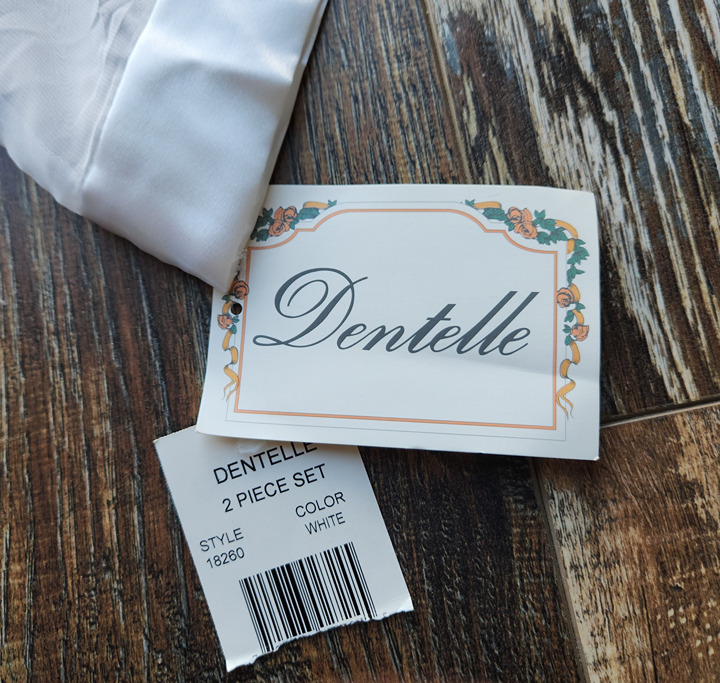 Dentelle
DENTELLE
2 PIECE SET
STYLE
18260
COLOR
WHITE